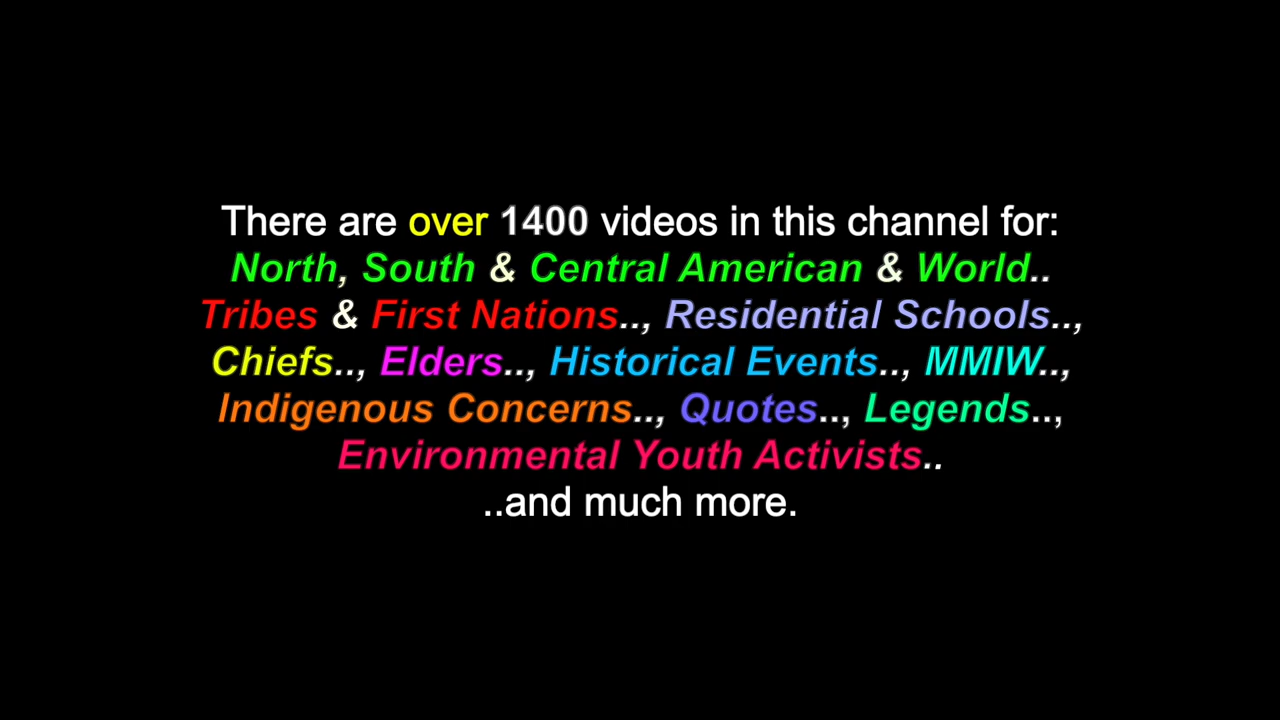 There are over 1400 videos in this channel for:
North, South & Central American & World..
Tribes & First Nations.., Residential Schools..,
Chiefs.., Elders.., Historical Events.., MMIW..,
Indigenous Concerns.., Quotes.., Legends..,
Environmental Youth Activists..
..and much more.